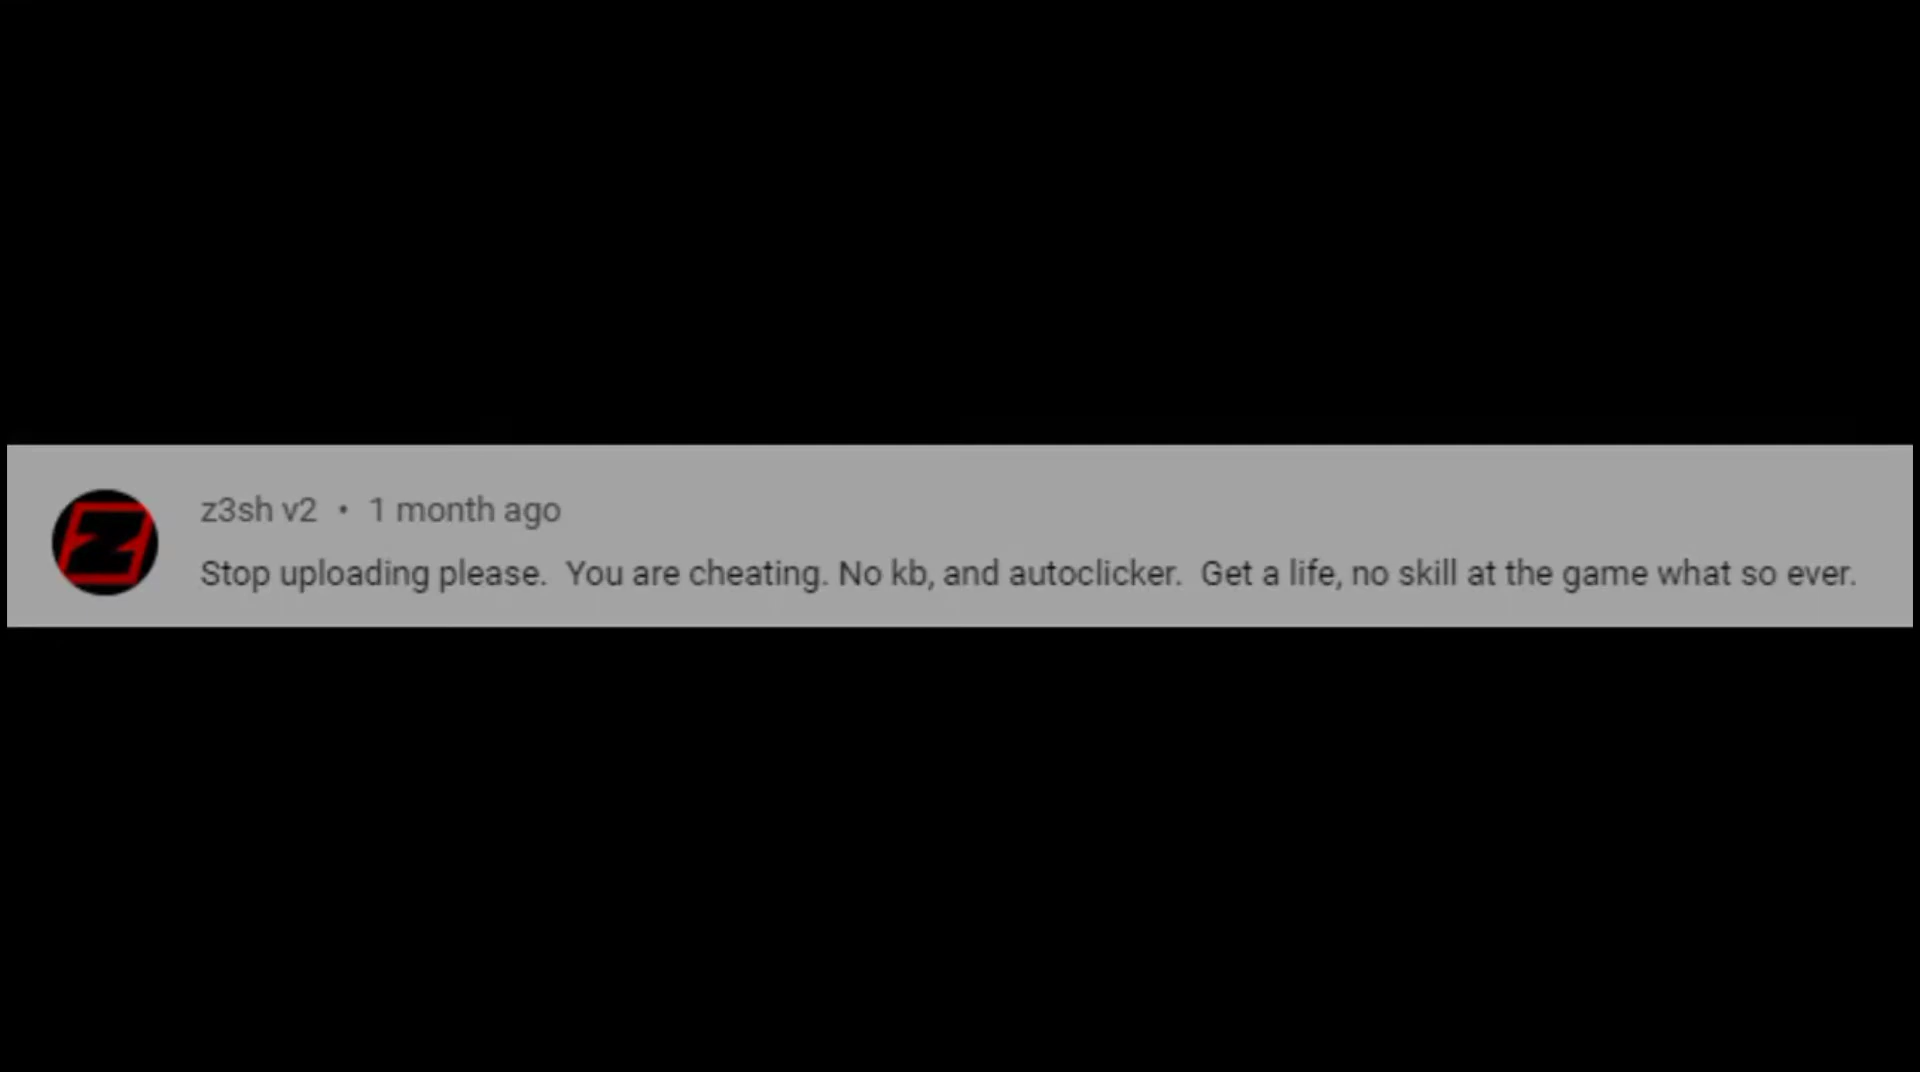 z3sh v2 • 1 month ago
Stop uploading please.  You are cheating. No kb, and autoclicker.  Get a life, no skill at the game what so ever.